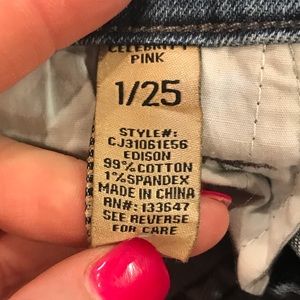 CELEBRITY
PINK
1/25
STYLE#:
CJ31061E56
EDISON
99%COTTON
1%SPANDEX
MADE IN CHINA
RN#: 133647
SEE REVERSE
FOR CARE